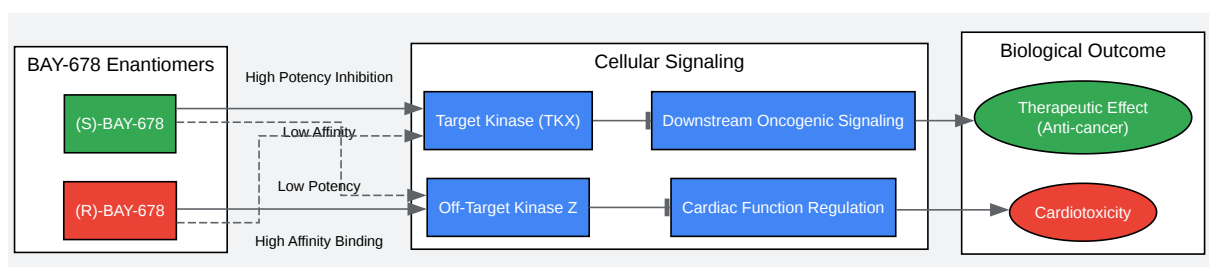 BAY-678 Enantiomers
(S)-BAY-678
(R)-BAY-678
High Potency Inhibition
Low Affinity
Low Potency
High Affinity Binding
Cellular Signaling
Target Kinase (TKX)
Downstream Oncogenic Signaling
Off-Target Kinase Z
Cardiac Function Regulation
Biological Outcome
Therapeutic Effect
(Anti-cancer)
Cardiotoxicity